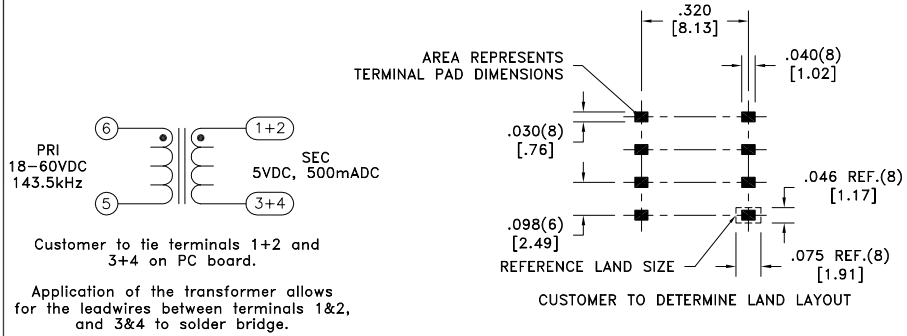 6
5
PRI
18-60VDC
143.5kHz
1+2
3+4
SEC
5VDC, 500mADC
Customer to tie terminals 1+2 and
3+4 on PC board.
Application of the transformer allows
for the leadwires between terminals 1&2,
and 3&4 to solder bridge.
.320
[8.13]
AREA REPRESENTS
TERMINAL PAD DIMENSIONS
.040(8)
[1.02]
.030(8)
[.76]
.046 REF.(8)
[1.17]
.098(6)
[2.49]
REFERENCE LAND SIZE
.075 REF.(8)
[1.91]
CUSTOMER TO DETERMINE LAND LAYOUT